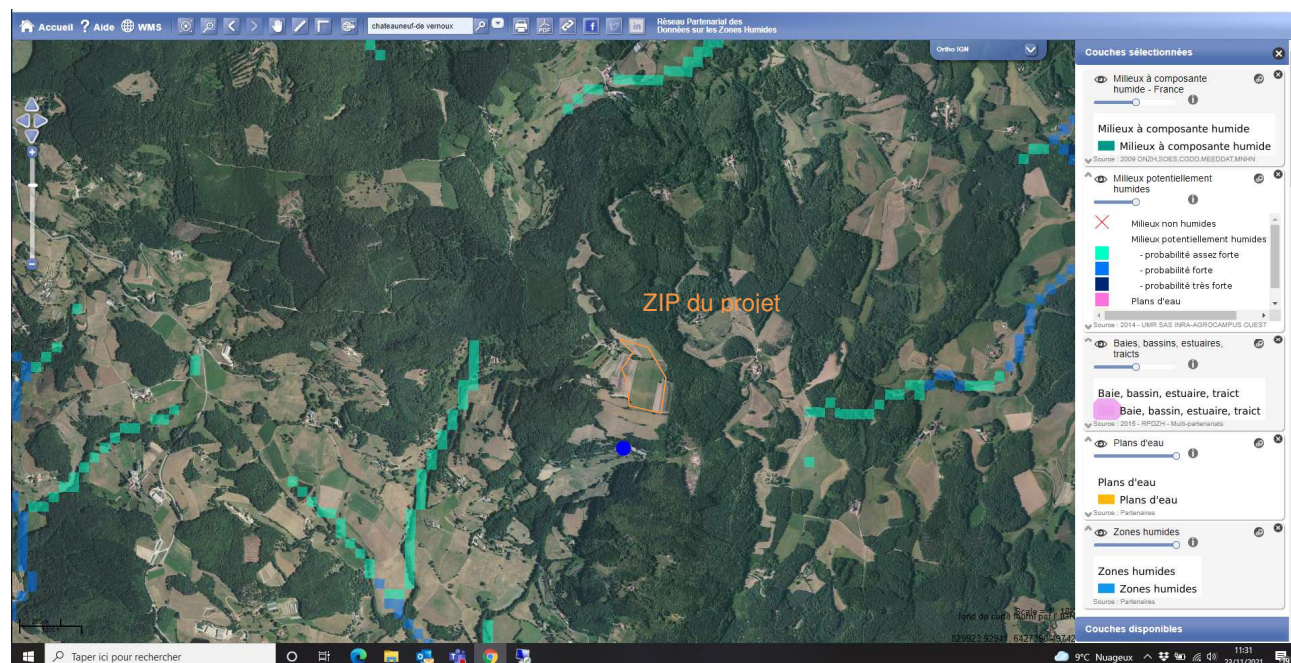 Accueil ? Aide WMS
chateauneuf-de vernoux
PDF
f
in
Réseau Partenarial des
Données sur les Zones Humides
Ortho IGN
ZIP du projet
Couches sélectionnées
Milieux à composante
humide - France
Milieux à composante humide
Milieux à composante humide
Source : 2009 ONZH,SOES,CGDD,MEEDDAT,MNHN
Milieux potentiellement
humides
Milieux non humides
Milieux potentiellement humides
- probabilité assez forte
- probabilité forte
- probabilité très forte
Plans d'eau
Source : 2014 - UMR SAS INRA-AGROCAMPUS OUEST
Baies, bassins, estuaires,
traicts
Baie, bassin, estuaire, traict
Baie, bassin, estuaire, traict
Source : 2015 - RPDZH - Multi-partenariats
Plans d'eau
Plans d'eau
Plans d'eau
Source : Partenaires
Zones humides
Zones humides
Zones humides
Source : Partenaires
Couches disponibles
Taper ici pour rechercher
9°C Nuageux
11:31
23/11/2021